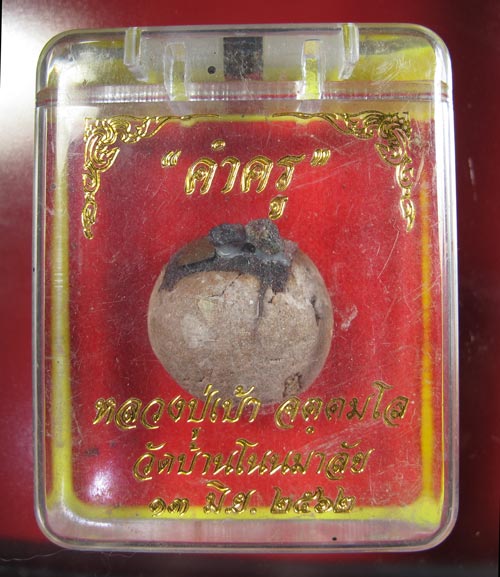 “คำครู”
หลวงปู่เป้า จตฺตมโล
วัดบ้านโนนมาลัย
๑๓ มิ.ย. ๒๕๖๒